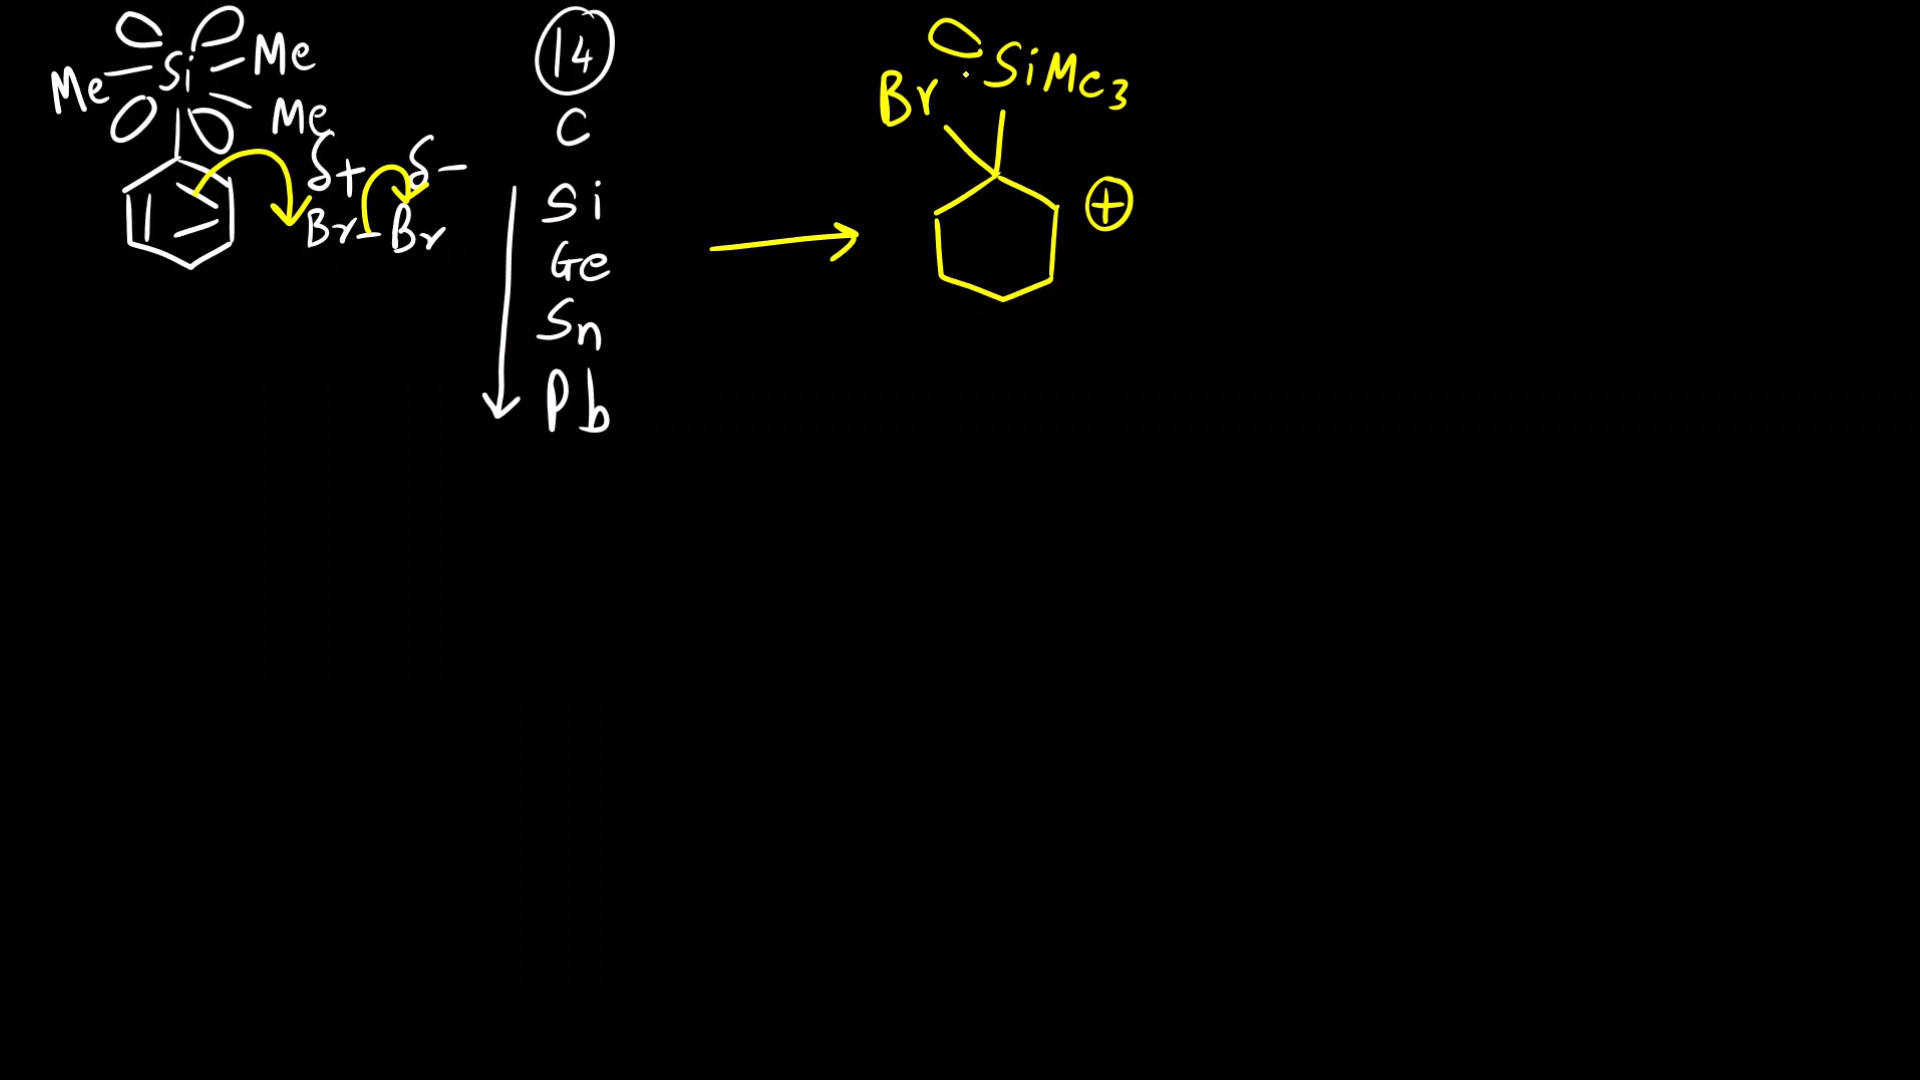 Si Me
Me
Me
δ+ δ-
Br-Br
14
C
Si
Ge
Sn
Pb
Br SiMe3
+